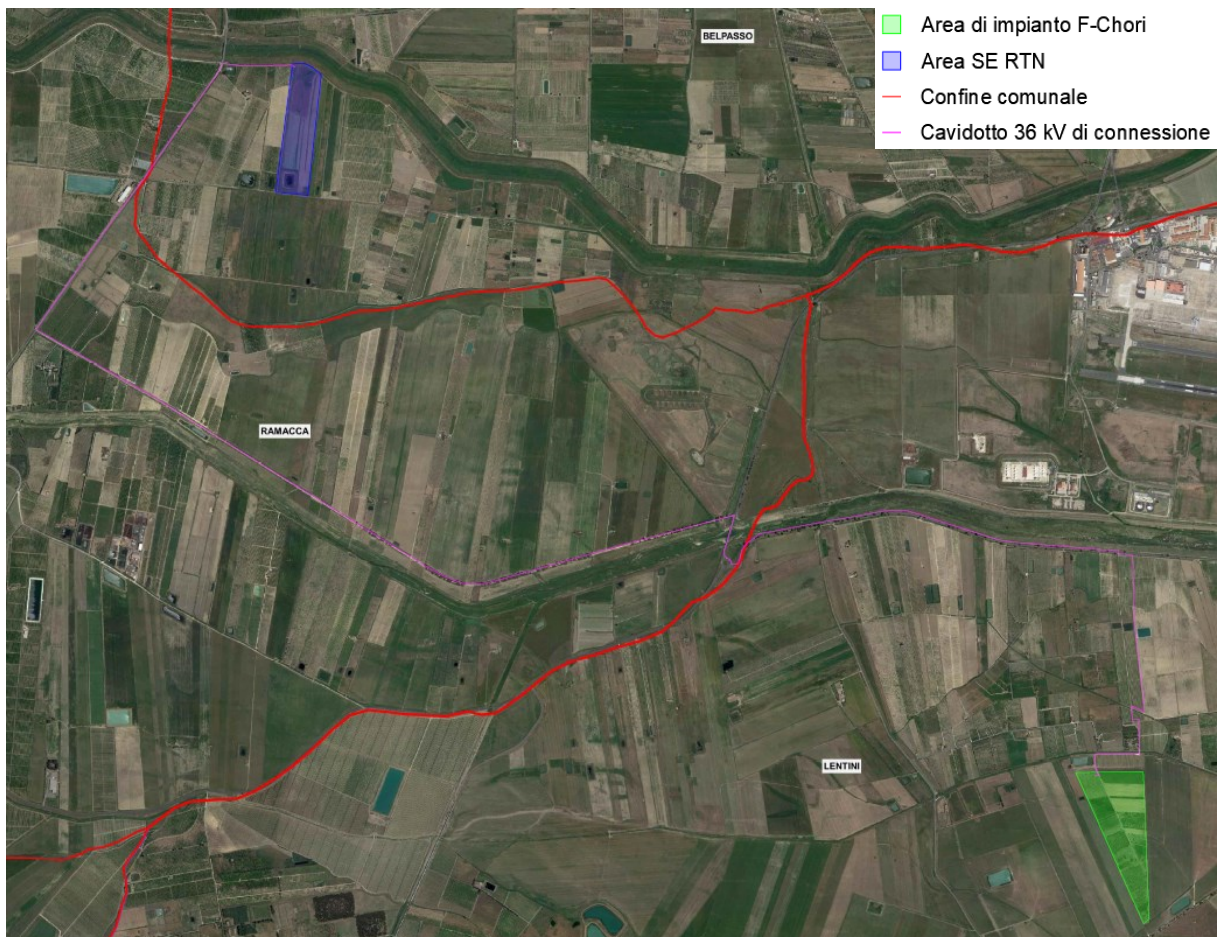 BELPASSO
Area di impianto F-Chori
Area SE RTN
Confine comunale
Cavidotto 36 kV di connessione
RAMACCA
LENTINI